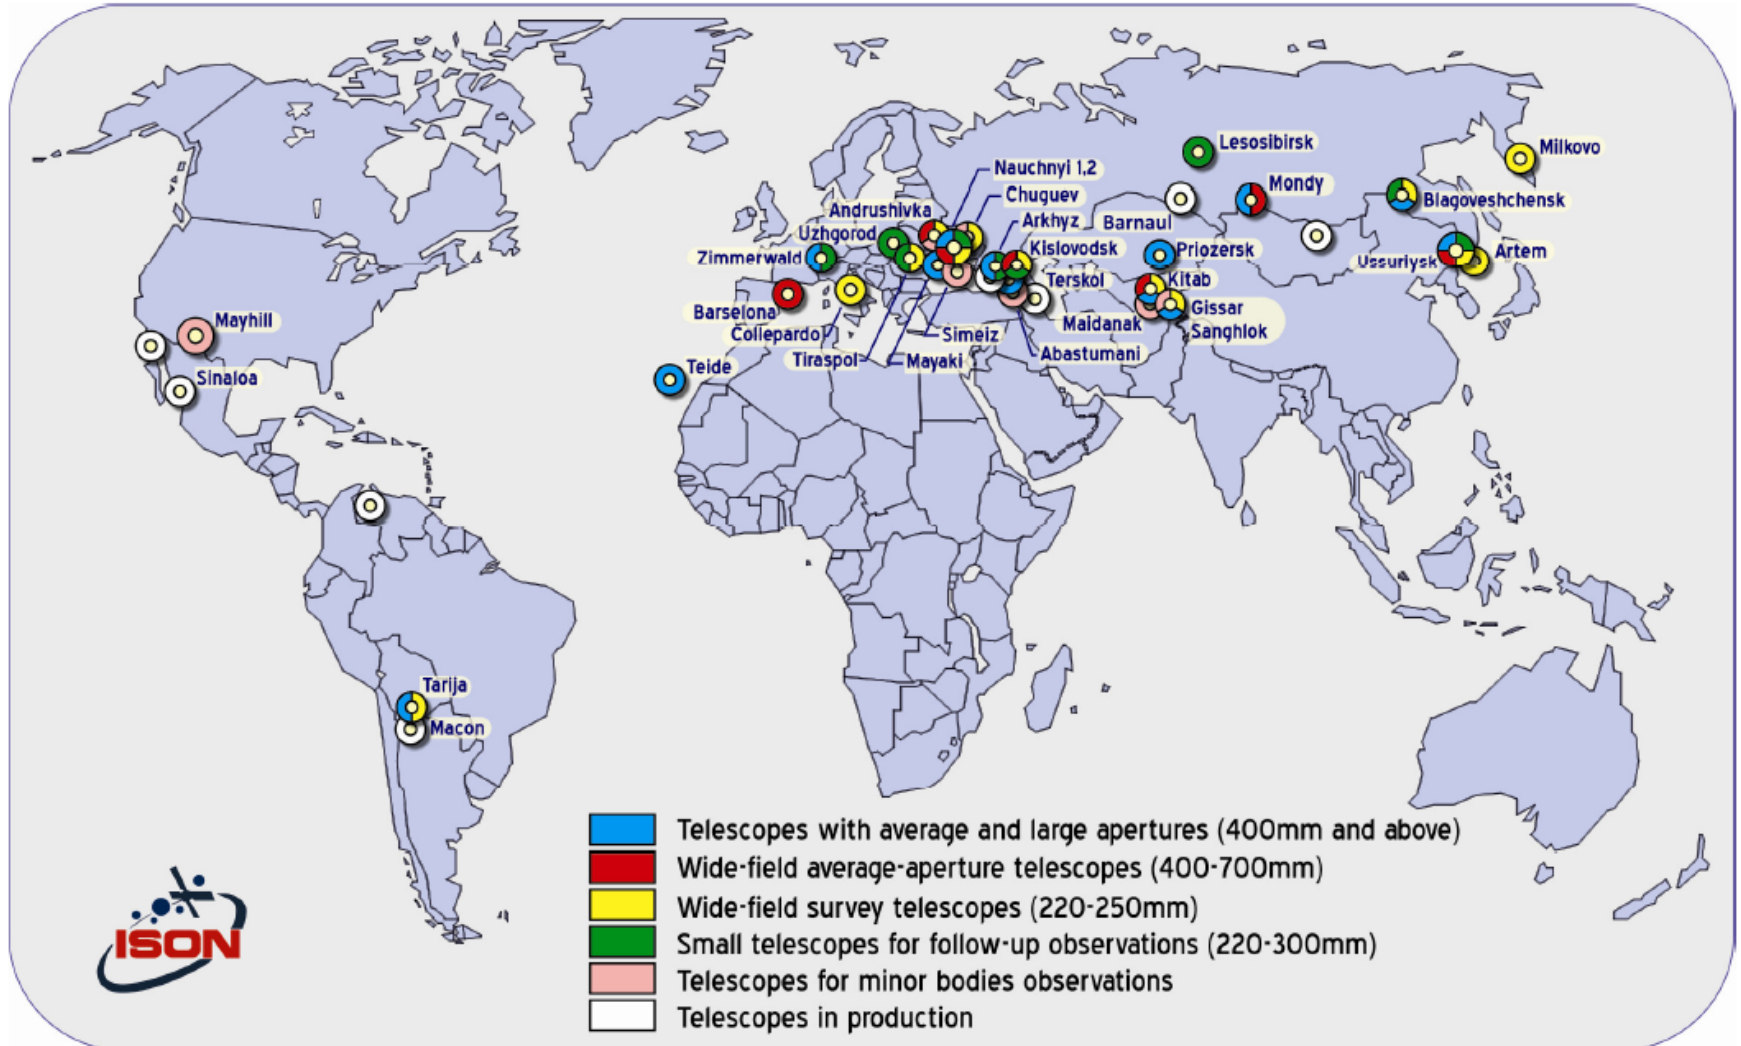 Nauchnyi 1,2
Chuguev
Arkhyz
Kislovodsk
Andrushivka
Uzhgorod
Zimmerwald
Barselona
Collepardo
Tiraspol
Mayaki
Simeiz
Abastumani
Terskol
Maidanak
Teide
Lesosibirsk
Milkovo
Mondy
Barnaul
Blagoveshchensk
Priozersk
Ussuriysk
Artem
Kitab
Gissar
Sanghlok
Mayhill
Sinaloa
Tarija
Macon
Telescopes with average and large apertures (400mm and above)
Wide-field average-aperture telescopes (400-700mm)
Wide-field survey telescopes (220-250mm)
Small telescopes for follow-up observations (220-300mm)
Telescopes for minor bodies observations
Telescopes in production
ISON